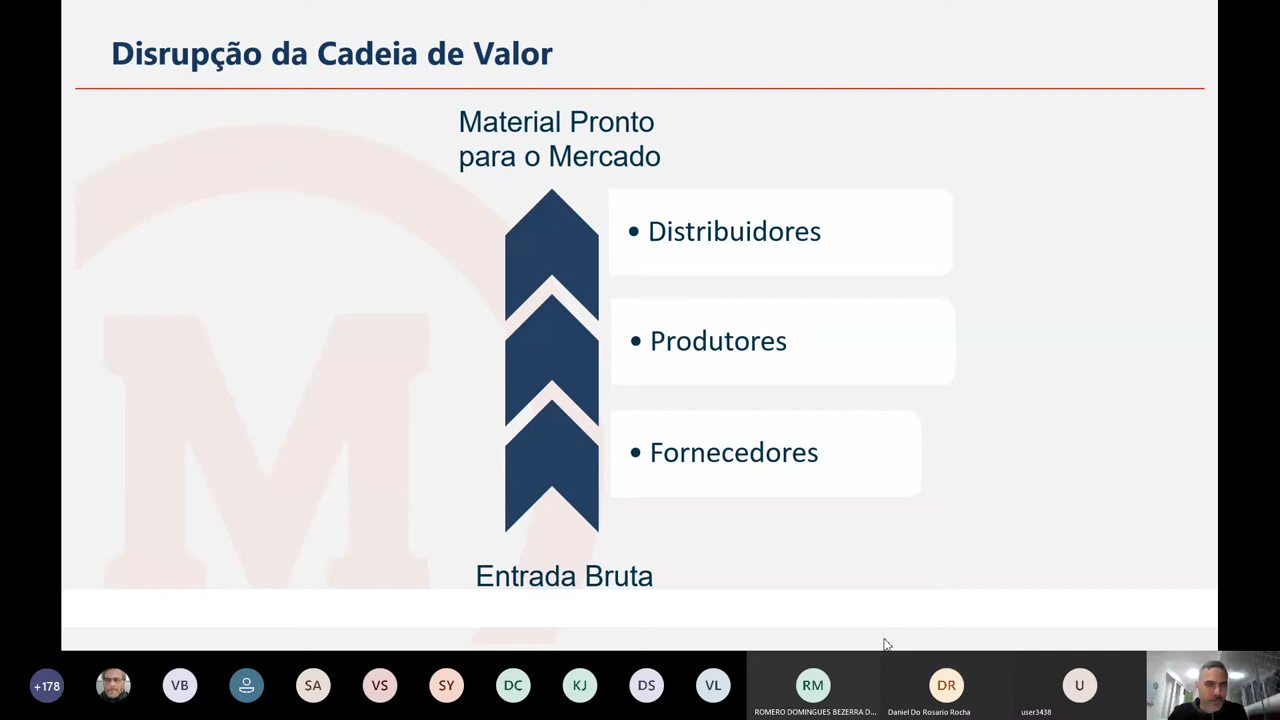 Disrupção da Cadeia de Valor
Material Pronto
para o Mercado
• Distribuidores
• Produtores
• Fornecedores
Entrada Bruta
M
+178
VB
SA
VS
SY
DC
KJ
DS
VL
RM
DR
U
ROMERO DOMINGUES BEZERRA D...
Daniel Do Rosario Rocha
user3438